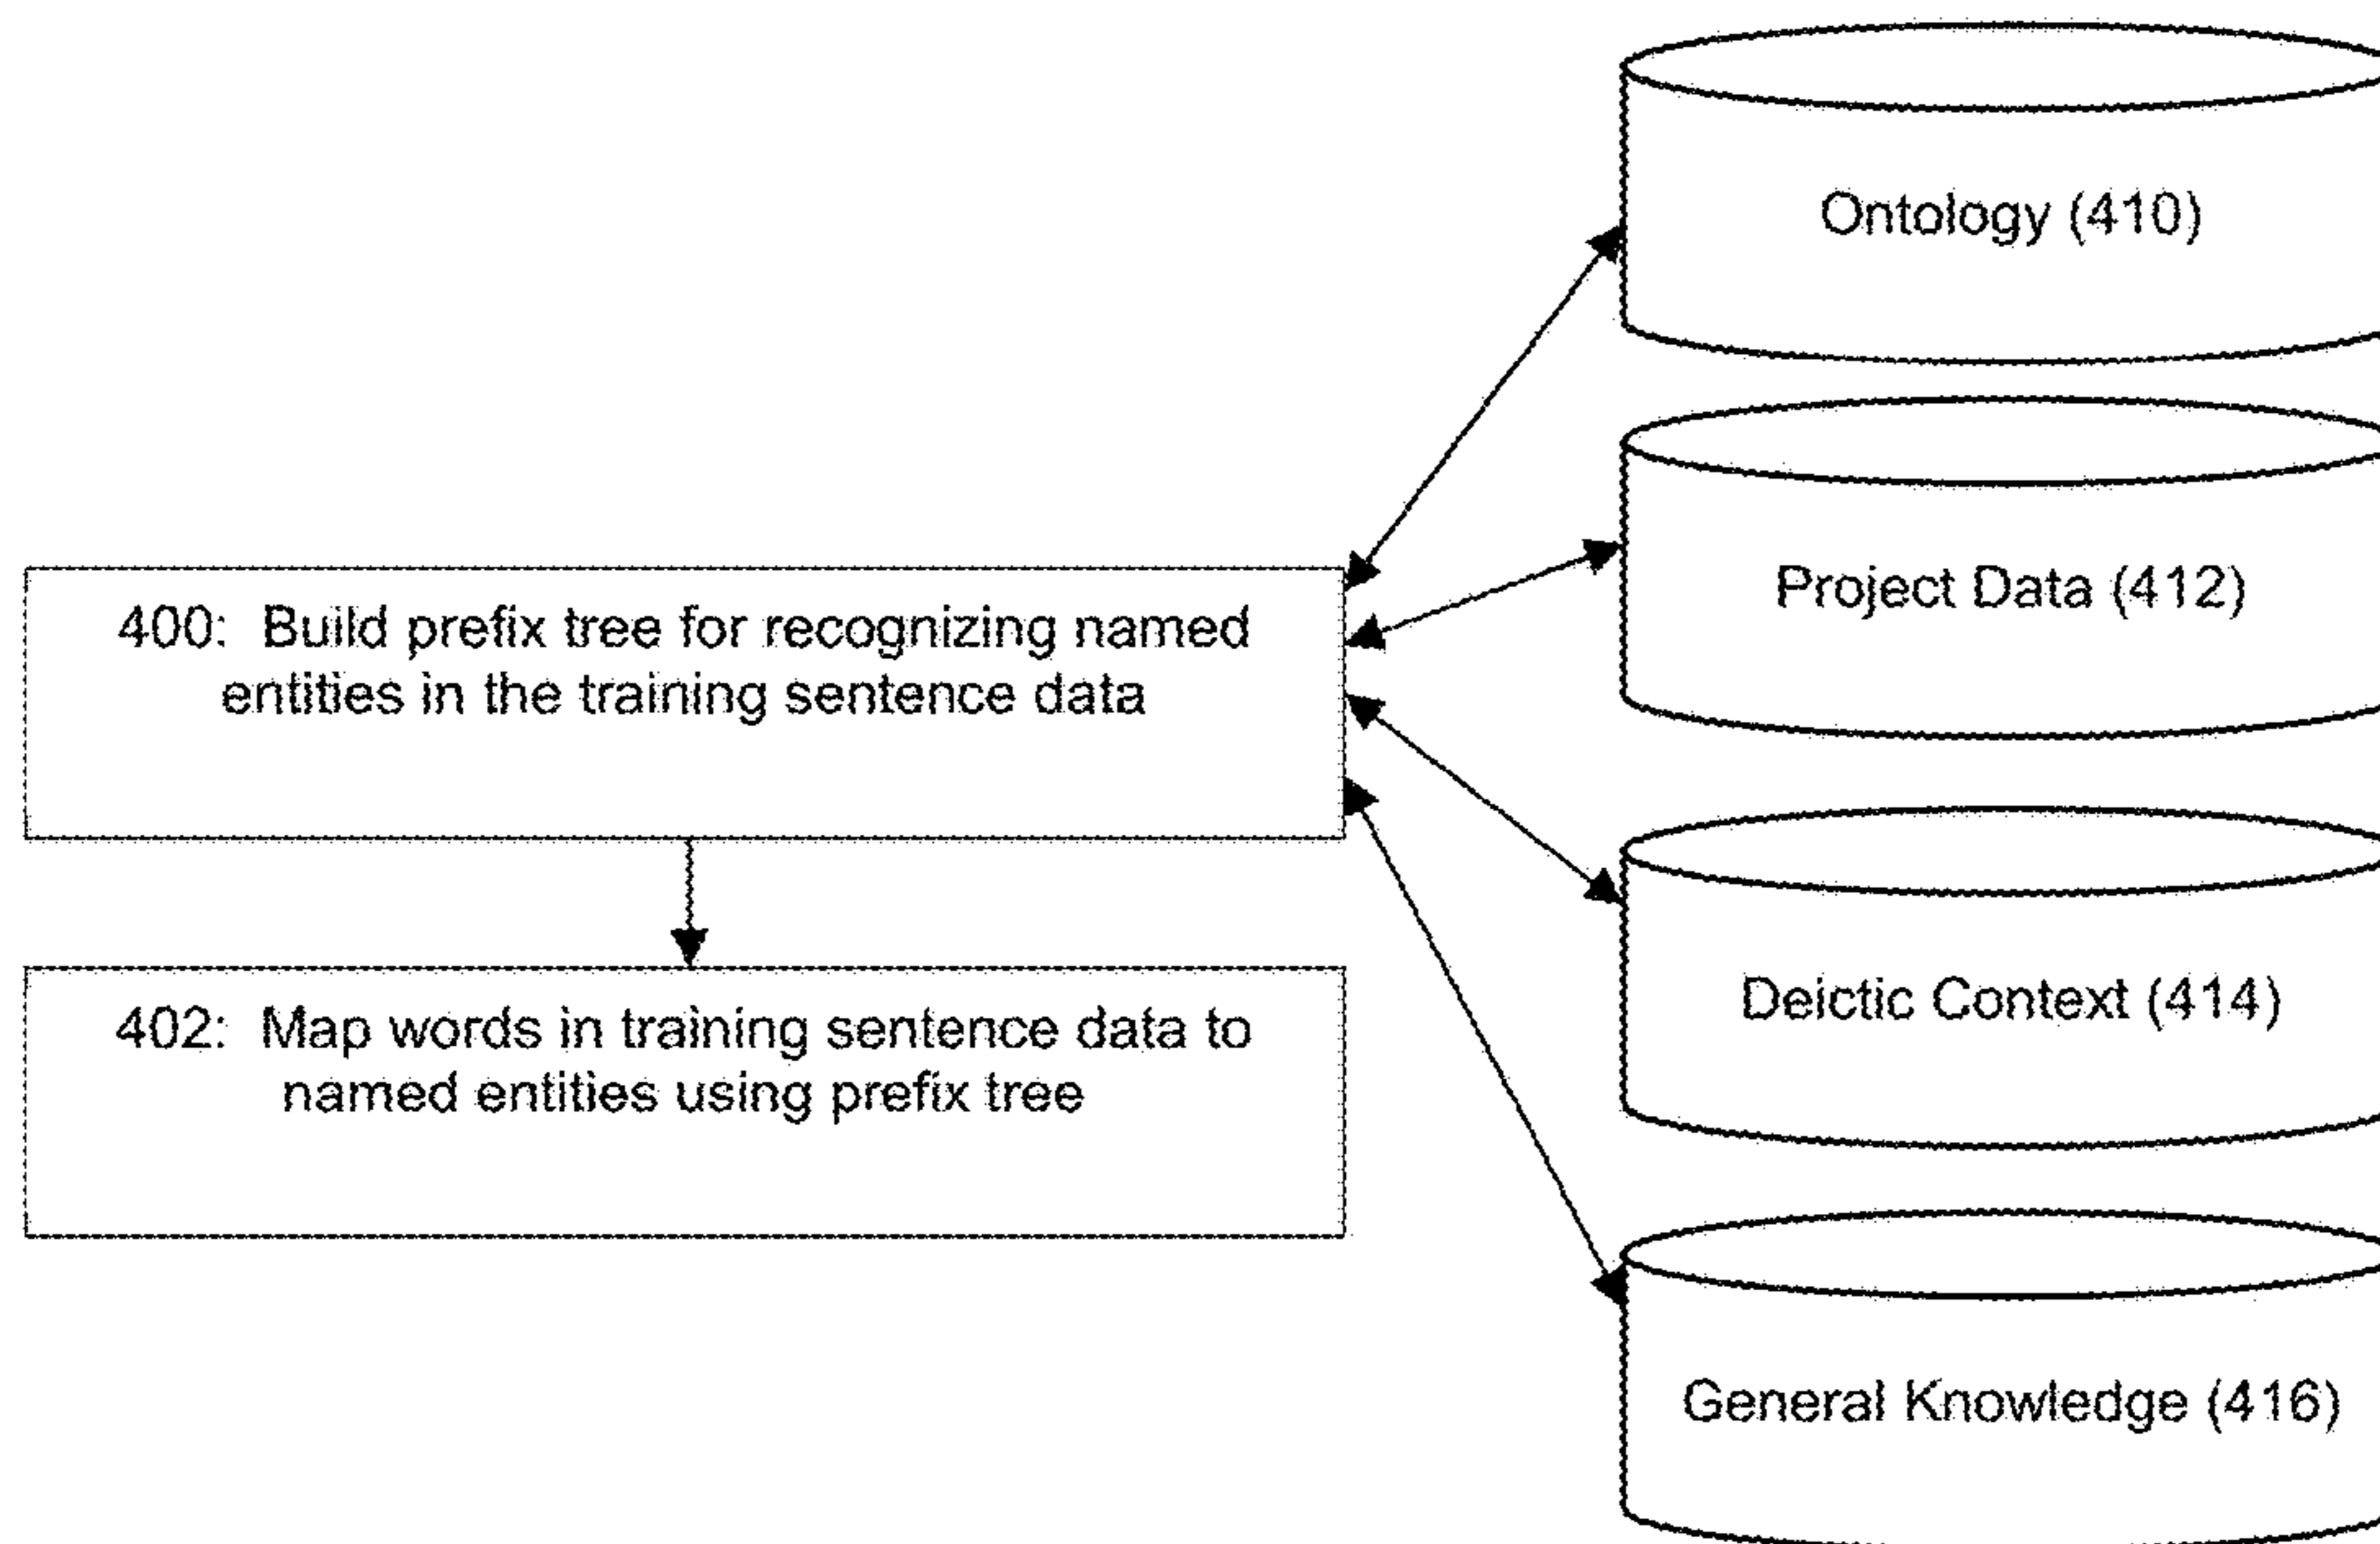 Ontology (410)
Project Data (412)
400: Build prefix tree for recognizing named
entities in the training sentence data
Deictic Context (414)
402: Map words in training sentence data to
named entities using prefix tree
General Knowledge (416)